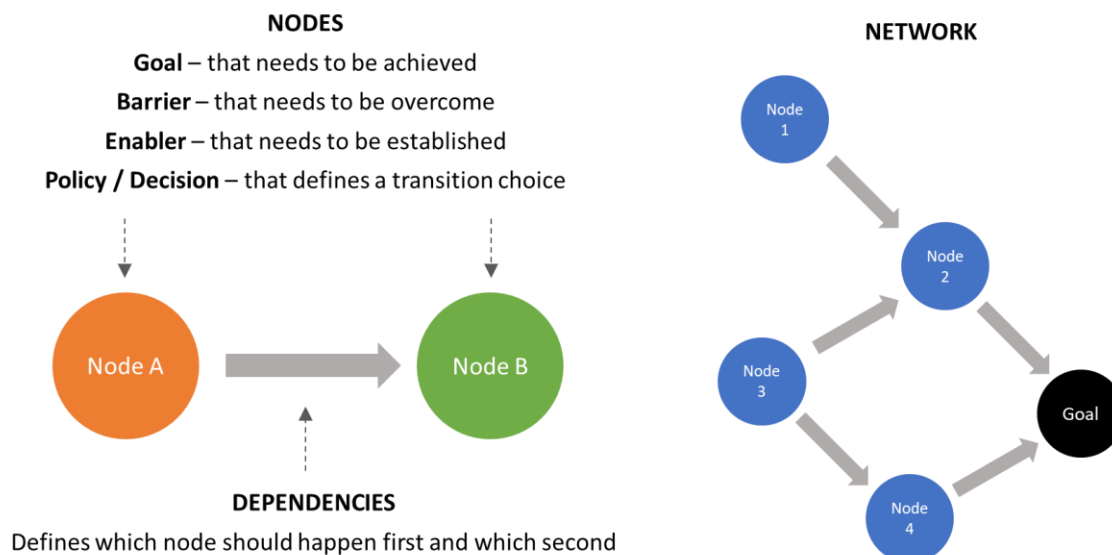 NODES
Goal – that needs to be achieved
Barrier – that needs to be overcome
Enabler – that needs to be established
Policy / Decision – that defines a transition choice
Node A
Node B
DEPENDENCIES
Defines which node should happen first and which second
NETWORK
Node
1
Node
2
Node
3
Goal
Node
4